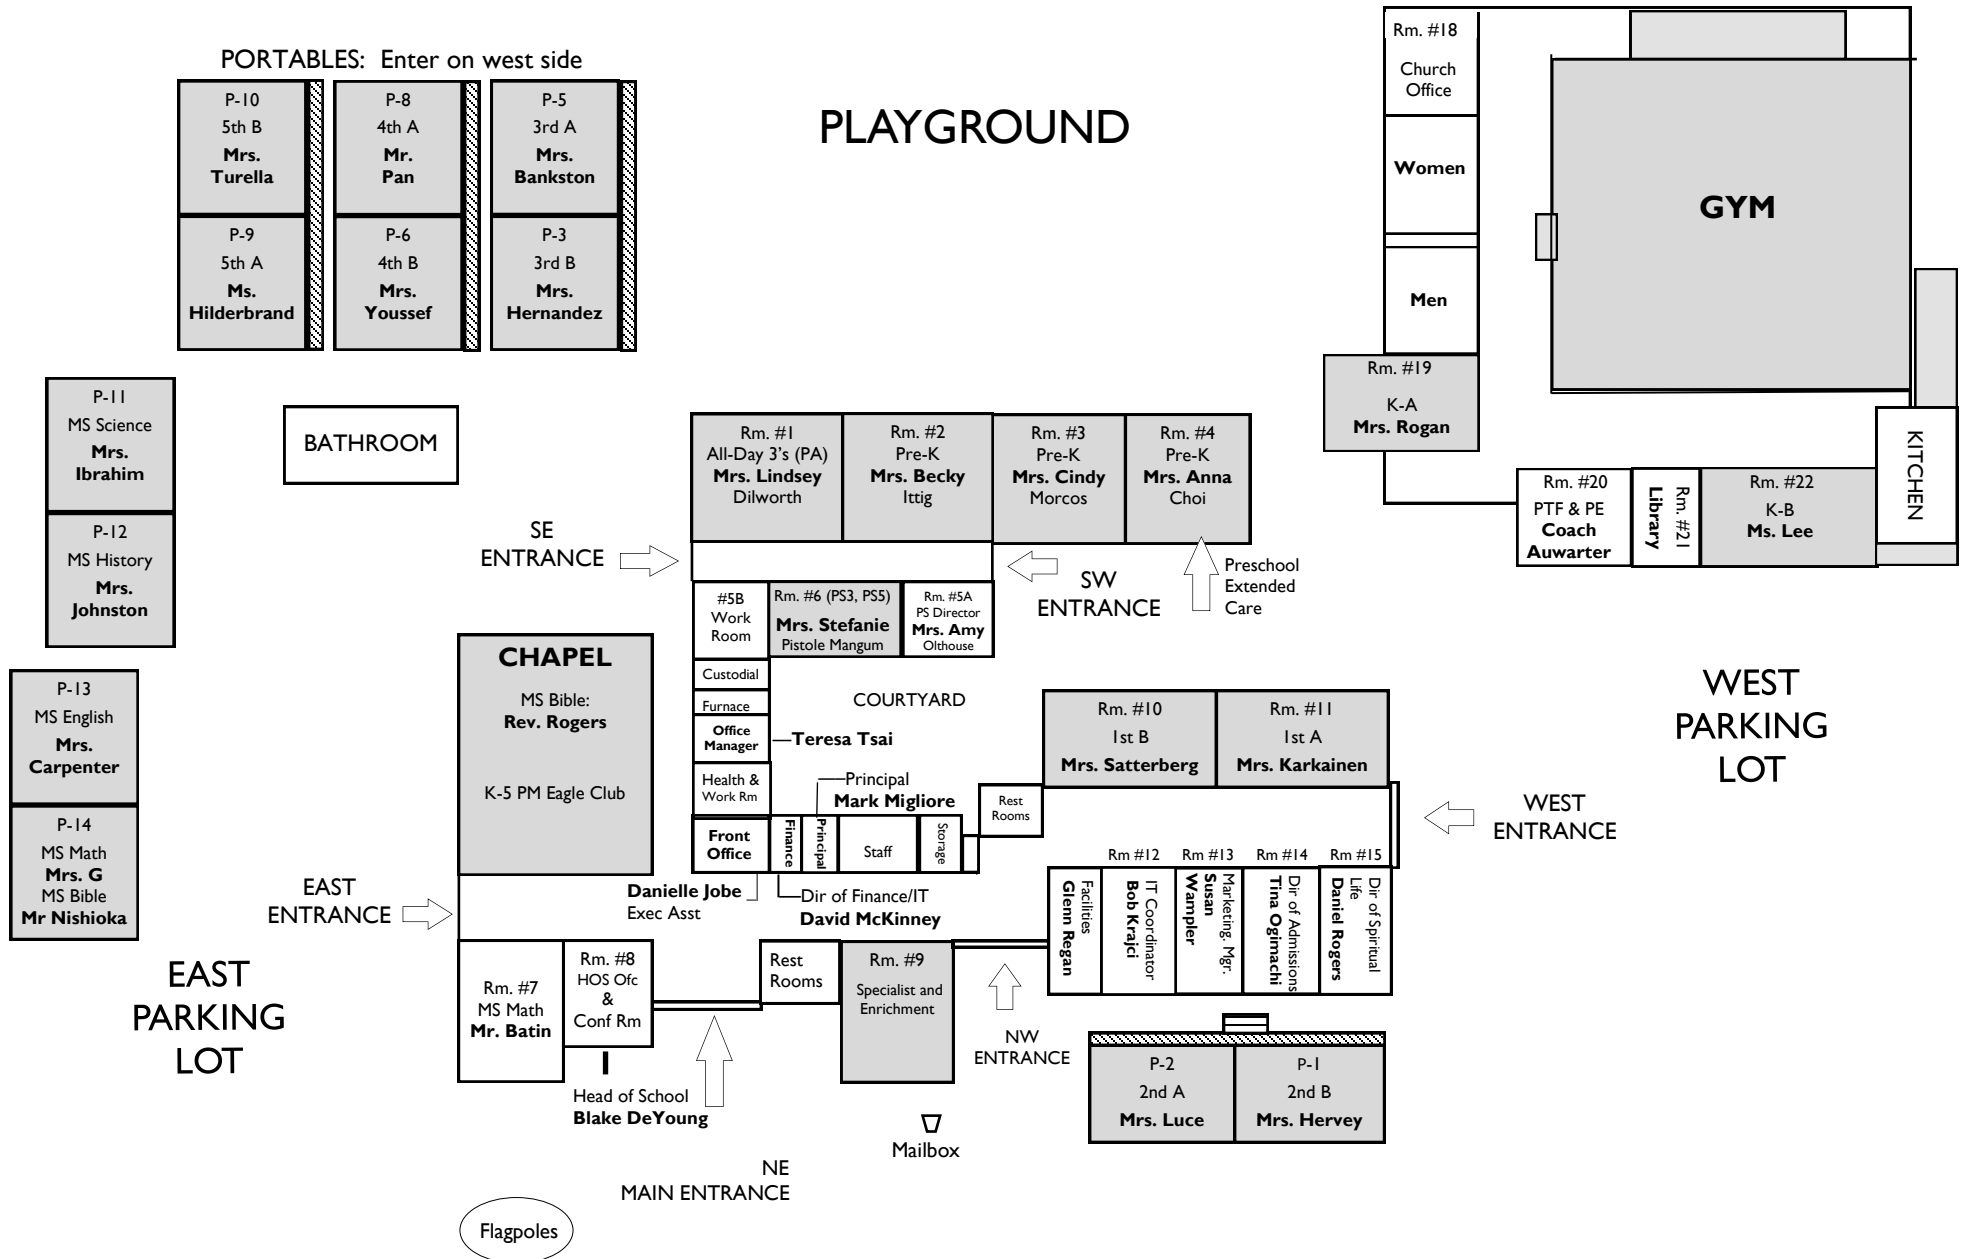 PORTABLES: Enter on west side
P-10
5th B
Mrs.
Turella
P-8
4th A
Mr.
Pan
P-5
3rd A
Mrs.
Bankston
P-9
5th A
Ms.
Hilderbrand
P-6
4th B
Mrs.
Youssef
P-3
3rd B
Mrs.
Hernandez
PLAYGROUND
Rm. #18
Church
Office
Women
Men
GYM
Rm. #19
K-A
Mrs. Rogan
Rm. #20
PTF & PE
Coach
Auwarter
Rm. #21
Library
Rm. #22
K-B
Ms. Lee
KITCHEN
P-11
MS Science
Mrs.
Ibrahim
P-12
MS History
Mrs.
Johnston
BATHROOM
P-13
MS English
Mrs.
Carpenter
P-14
MS Math
Mrs. G
MS Bible
Mr Nishioka
Rm. #1
All-Day 3's (PA)
Mrs. Lindsey
Dilworth
Rm. #2
Pre-K
Mrs. Becky
Ittig
Rm. #3
Pre-K
Mrs. Cindy
Morcos
Rm. #4
Pre-K
Mrs. Anna
Choi
SE
ENTRANCE
SW
ENTRANCE
Preschool
Extended
Care
#5B
Work
Room
Rm. #6 (PS3, PS5)
Mrs. Stefanie
Pistole Mangum
Rm. #5A
PS Director
Mrs. Amy
Olthouse
Custodial
Furnace
Office
Manager
Teresa Tsai
Health &
Work Rm
COURTYARD
Principal
Mark Migliore
Front
Office
Finance
Principal
Staff
Storage
Rest
Rooms
CHAPEL
MS Bible:
Rev. Rogers
K-5 PM Eagle Club
Danielle Jobe
Exec Asst
Dir of Finance/IT
David McKinney
Rm. #10
1st B
Mrs. Satterberg
Rm. #11
1st A
Mrs. Karkainen
WEST
PARKING
LOT
WEST
ENTRANCE
EAST
ENTRANCE
EAST
PARKING
LOT
Facilities
Glenn Regan
Rm #12
IT Coordinator
Bob Krajci
Rm #13
Marketing. Mgr.
Susan
Wampler
Rm #14
Dir of Admissions
Tina Ogimachi
Rm #15
Dir of Spiritual
Life
Daniel Rogers
Rm. #7
MS Math
Mr. Batin
Rm. #8
HOS Ofc
&
Conf Rm
Rest
Rooms
Rm. #9
Specialist and
Enrichment
NW
ENTRANCE
Head of School
Blake DeYoung
P-2
2nd A
Mrs. Luce
P-1
2nd B
Mrs. Hervey
Mailbox
NE
MAIN ENTRANCE
Flagpoles